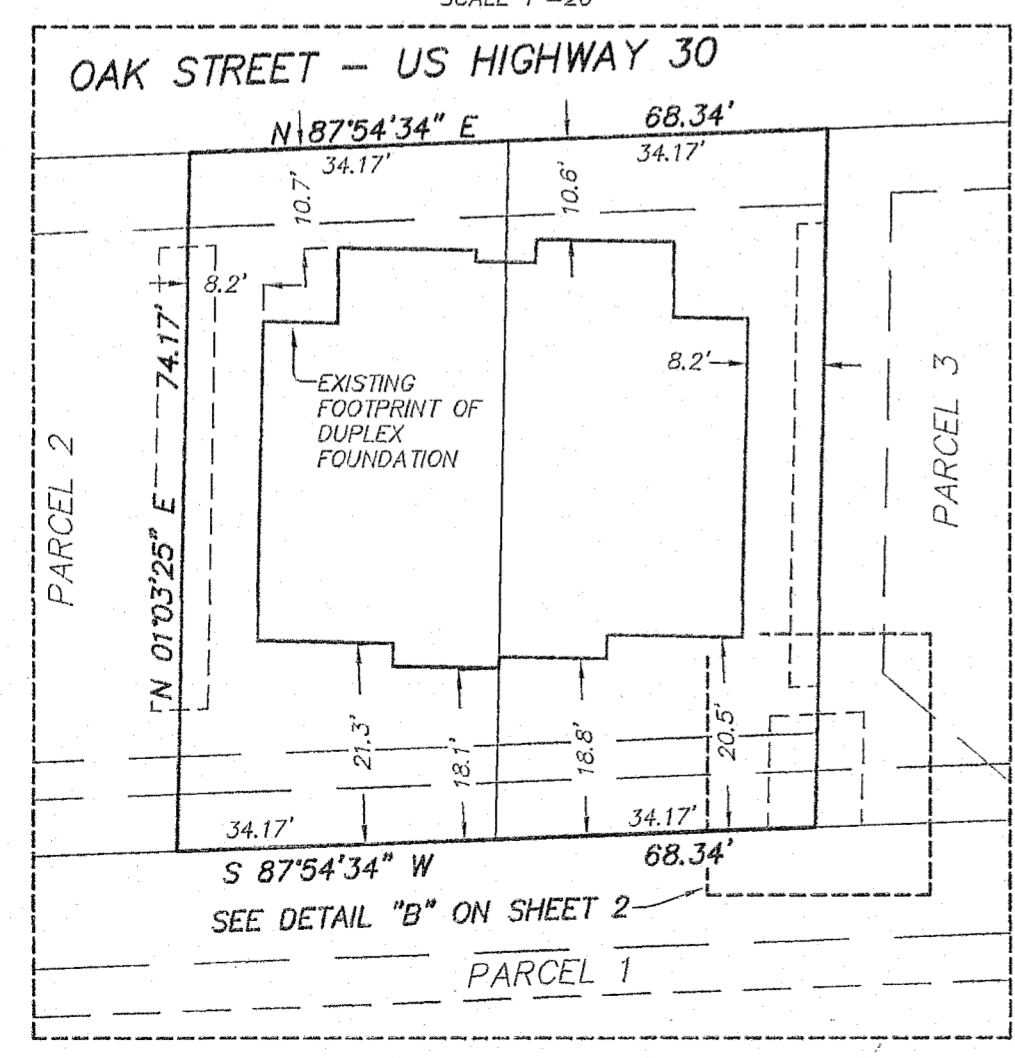 SCALE 1"=20'
OAK STREET – US HIGHWAY 30
N 87°54'34" E
68.34'
34.17'
34.17'
10.7'
10.6'
8.2'
8.2'
N 01°03'25" E
74.17'
EXISTING
FOOTPRINT OF
DUPLEX
FOUNDATION
PARCEL 2
PARCEL 3
21.3'
18.1'
18.8'
20.5'
34.17'
34.17'
S 87°54'34" W
68.34'
SEE DETAIL "B" ON SHEET 2
PARCEL 1